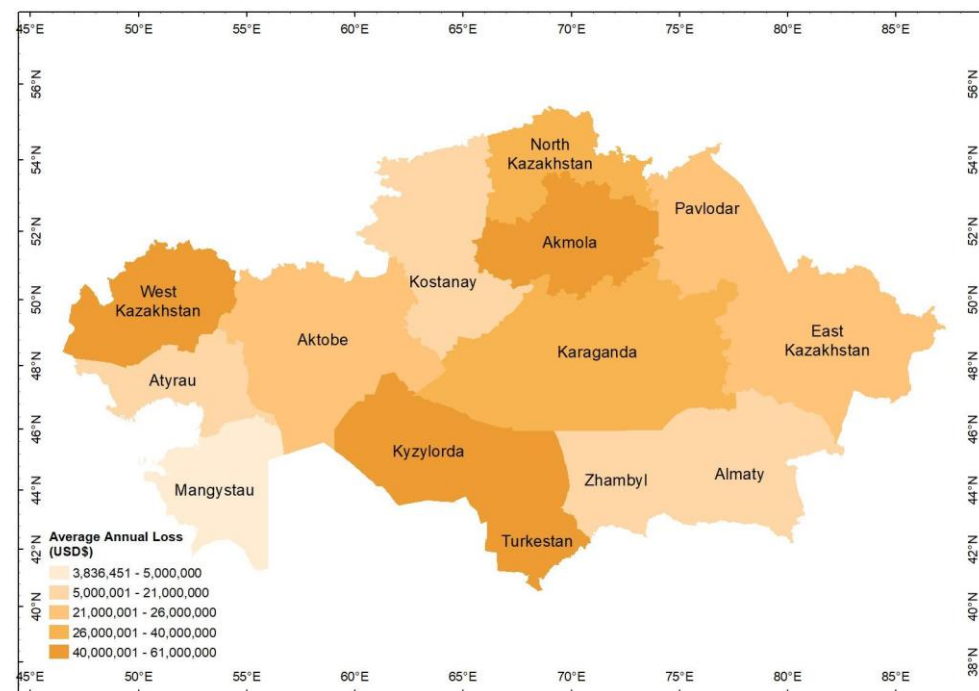 45°E 50°E 55°E 60°E 65°E 70°E 75°E 80°E 85°E
56°N 56°N
54°N 54°N
52°N 52°N
50°N 50°N
48°N 48°N
46°N 46°N
44°N 44°N
42°N 42°N
40°N 40°N
38°N
North
Kazakhstan
Pavlodar
Akmola
Kostanay
West
Kazakhstan
Aktobe
East
Kazakhstan
Karaganda
Atyrau
Kyzylorda
Zhambyl
Almaty
Mangystau
Turkestan
Average Annual Loss
(USD$)
3,836,451 - 5,000,000
5,000,001 - 21,000,000
21,000,001 - 26,000,000
26,000,001 - 40,000,000
40,000,001 - 61,000,000
45°E 50°E 55°E 60°E 65°E 70°E 75°E 80°E 85°E